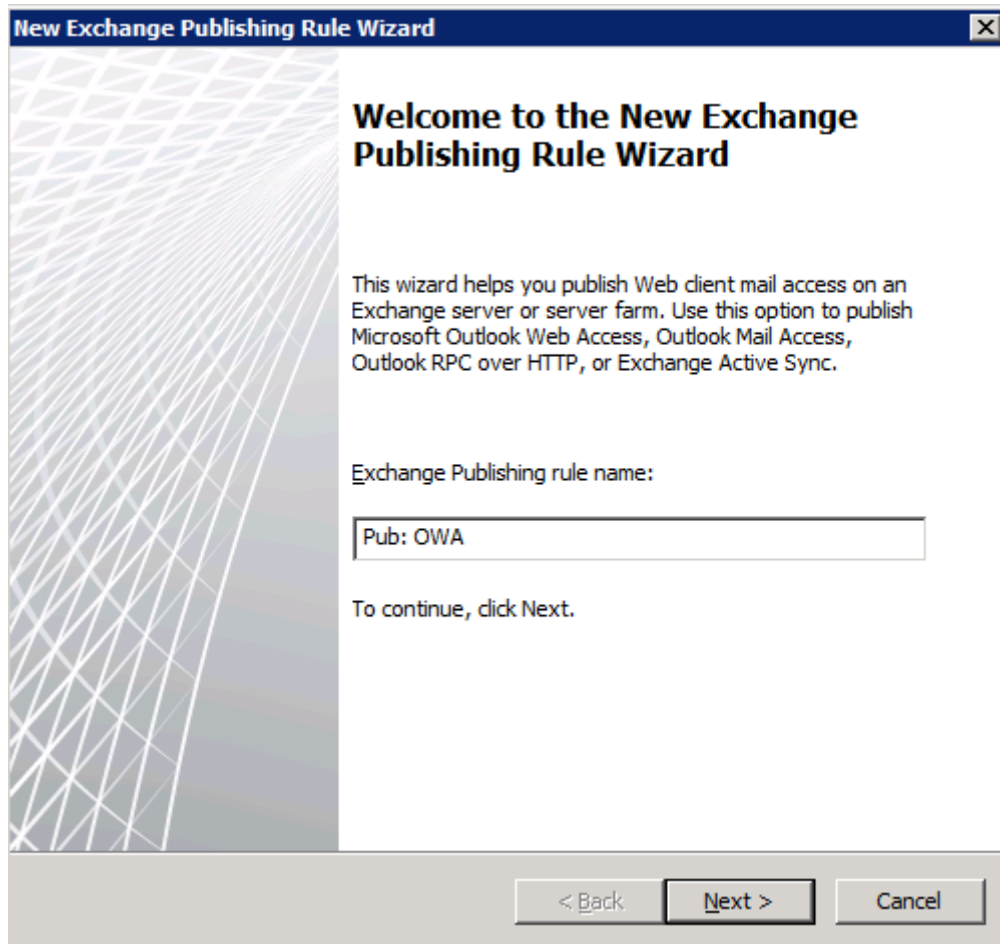 New Exchange Publishing Rule Wizard
Welcome to the New Exchange
Publishing Rule Wizard
This wizard helps you publish Web client mail access on an
Exchange server or server farm. Use this option to publish
Microsoft Outlook Web Access, Outlook Mail Access,
Outlook RPC over HTTP, or Exchange Active Sync.
Exchange Publishing rule name:
Pub: OWA
To continue, click Next.
< Back
Next >
Cancel